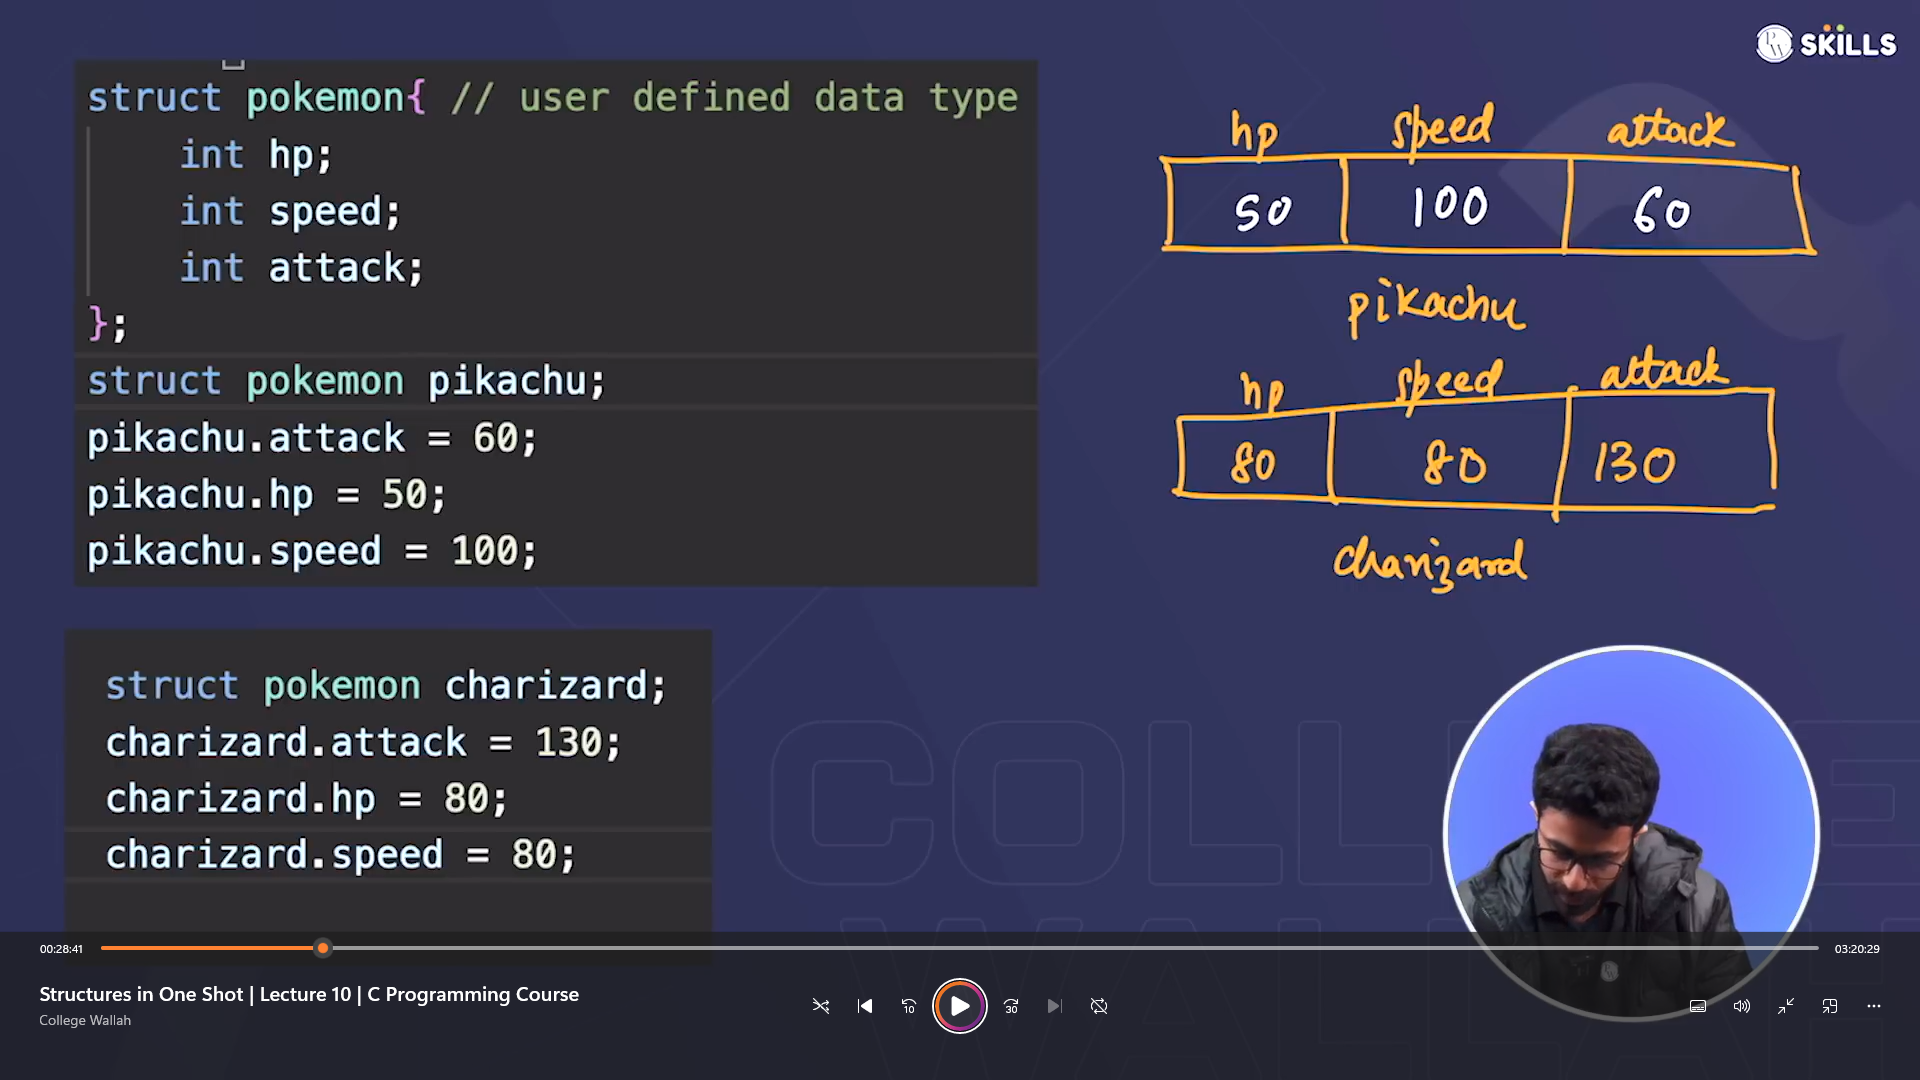 PW SKILLS
struct pokemon{ // user defined data type
    int hp;
    int speed;
    int attack;
};
struct pokemon pikachu;
pikachu.attack = 60;
pikachu.hp = 50;
pikachu.speed = 100;
hp speed attack
50 100 60
pikachu
hp speed attack
80 80 130
charizard
struct pokemon charizard;
charizard.attack = 130;
charizard.hp = 80;
charizard.speed = 80;
COLLEGE
WALLAH
00:28:41
03:20:29
Structures in One Shot | Lecture 10 | C Programming Course
College Wallah
10
30